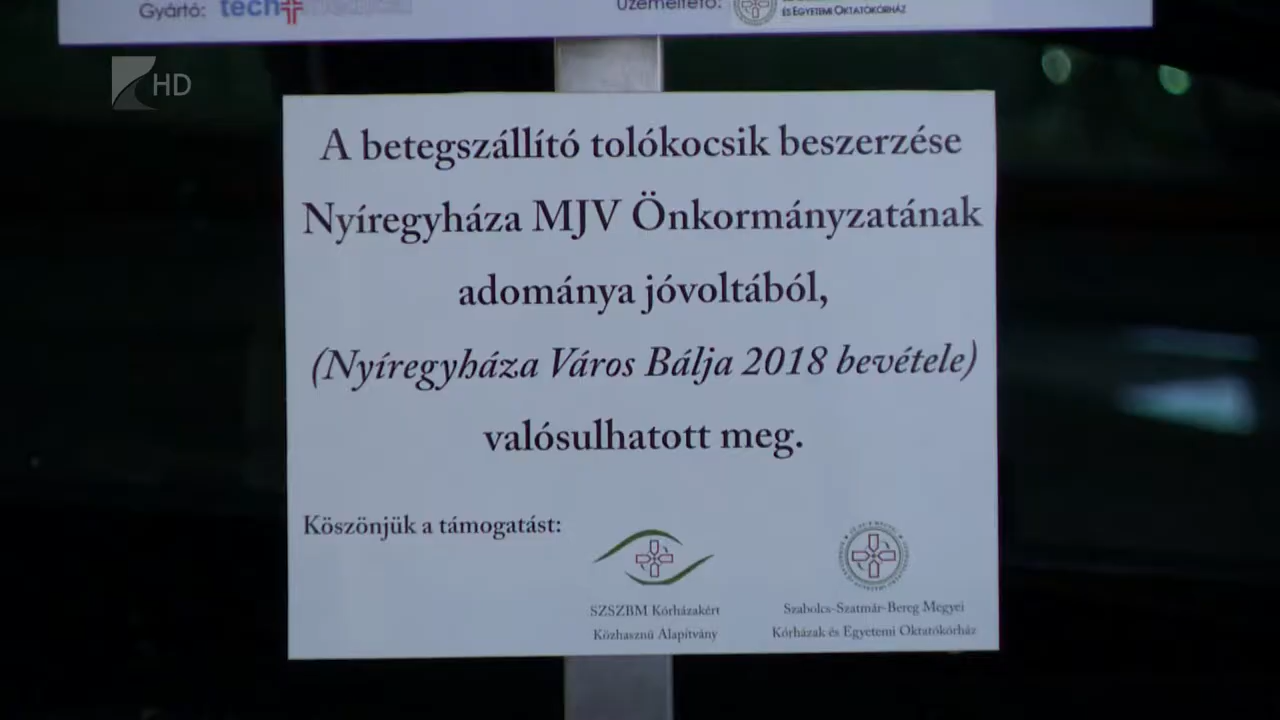 Gyártó: tech medical
Üzemeltető:
és Egyetemi Oktatókórház
HD
A betegszállító tolókocsik beszerzése
Nyíregyháza MJV Önkormányzatának
adománya jóvoltából,
(Nyíregyháza Város Bálja 2018 bevétele)
valósulhatott meg.
Köszönjük a támogatást:
SZSZBM Kórházakért
Közhasznú Alapítvány
Szabolcs-Szatmár-Bereg Megyei
Kórházak és Egyetemi Oktatókórház